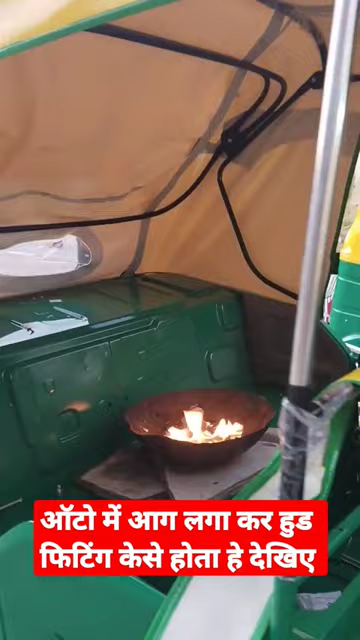 ऑटो में आग लगा कर हुड
फिटिंग केसे होता हे देखिए